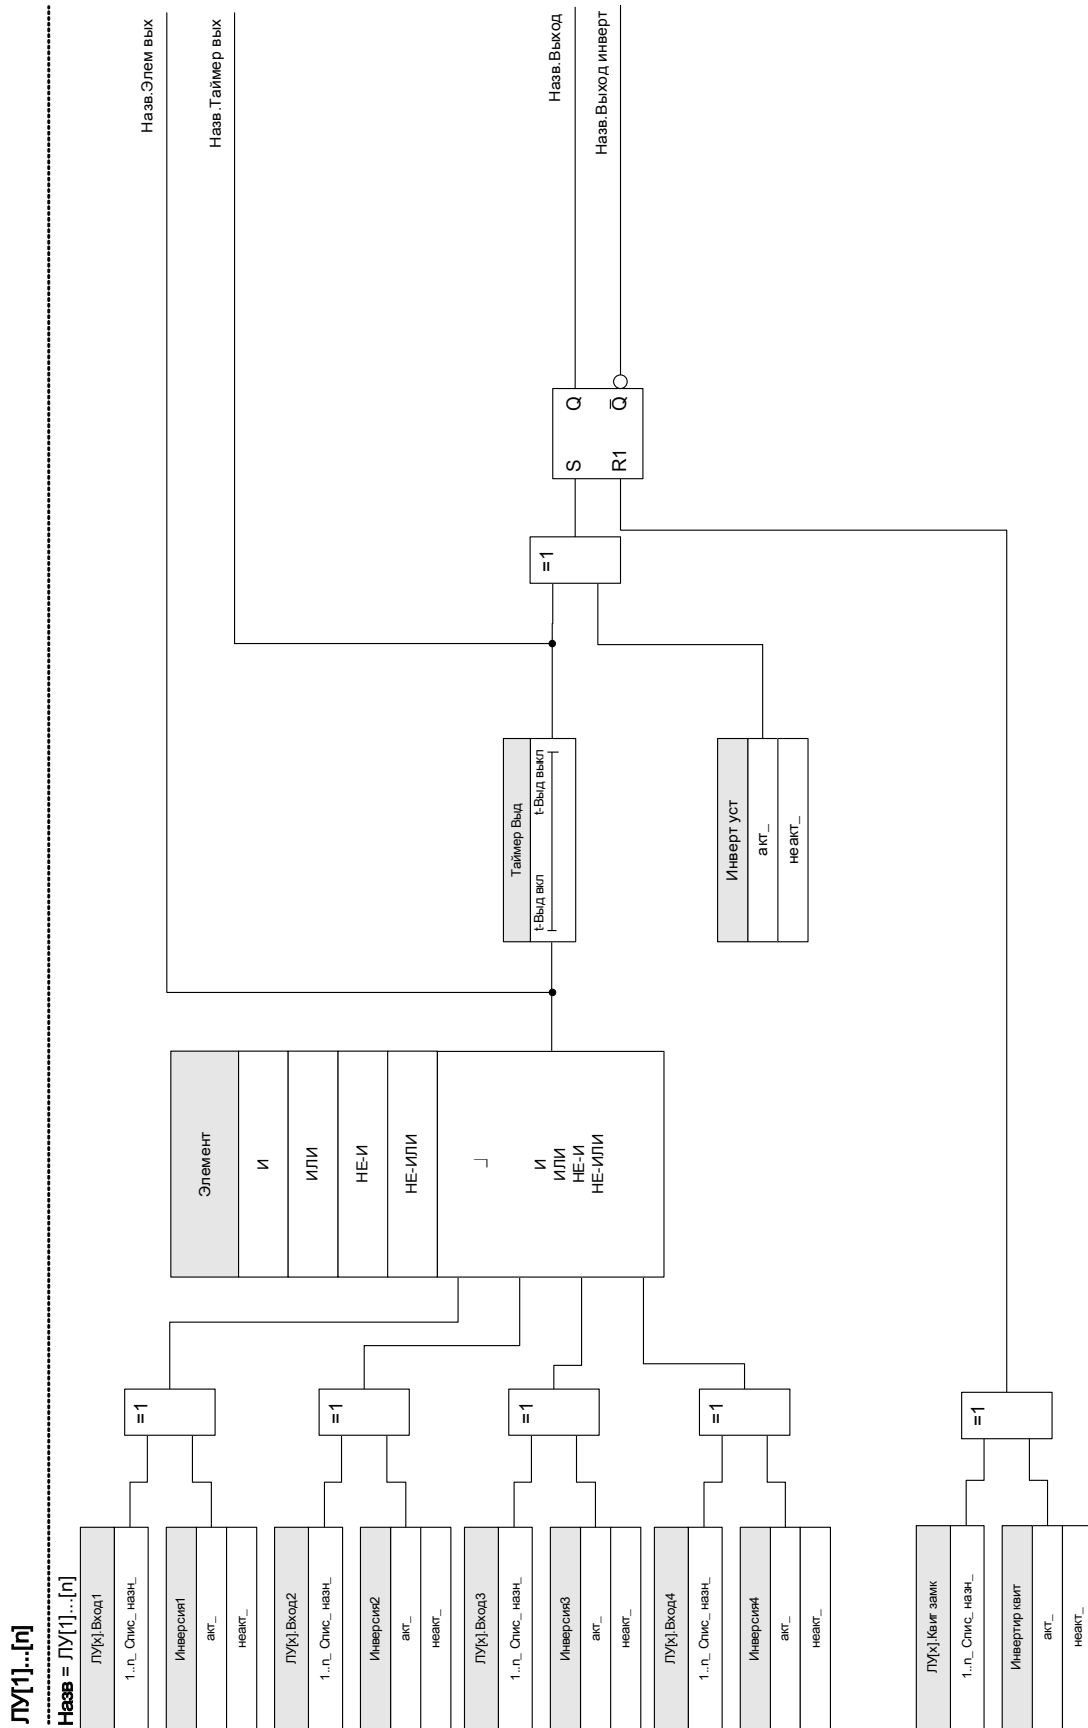 ЛУ[1]...[n]
Назв = ЛУ[1]...[n]
ЛУ[x].Вход1
1..n_ Спис_ назн_
Инверсия1
акт_
неакт_
ЛУ[x].Вход2
1..n_ Спис_ назн_
Инверсия2
акт_
неакт_
ЛУ[x].Вход3
1..n_ Спис_ назн_
Инверсия3
акт_
неакт_
ЛУ[x].Вход4
1..n_ Спис_ назн_
Инверсия4
акт_
неакт_
ЛУ[x].Квит замк
1..n_ Спис_ назн_
Инвертир квит
акт_
неакт_
=1
=1
=1
=1
=1
Элемент
И
ИЛИ
НЕ-И
НЕ-ИЛИ
И
ИЛИ
НЕ-И
НЕ-ИЛИ
Таймер Выд
t-Выд вкл
t-Выд выкл
Инверт уст
акт_
неакт_
=1
S
Q
R1
Q̅
Назв.Элем вых
Назв.Таймер вых
Назв.Выход
Назв.Выход инверт